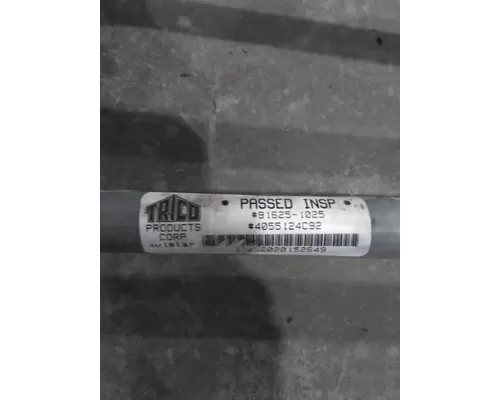 TRICO
PRODUCTS
CORP
PASSED INSP
#91625-1025
#4055124C92